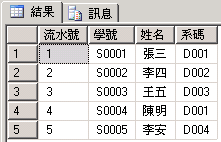 結果 訊息
流水號 學號 姓名 系碼
1 1 S0001 張三 D001
2 2 S0002 李四 D002
3 3 S0003 王五 D003
4 4 S0004 陳明 D001
5 5 S0005 李安 D004